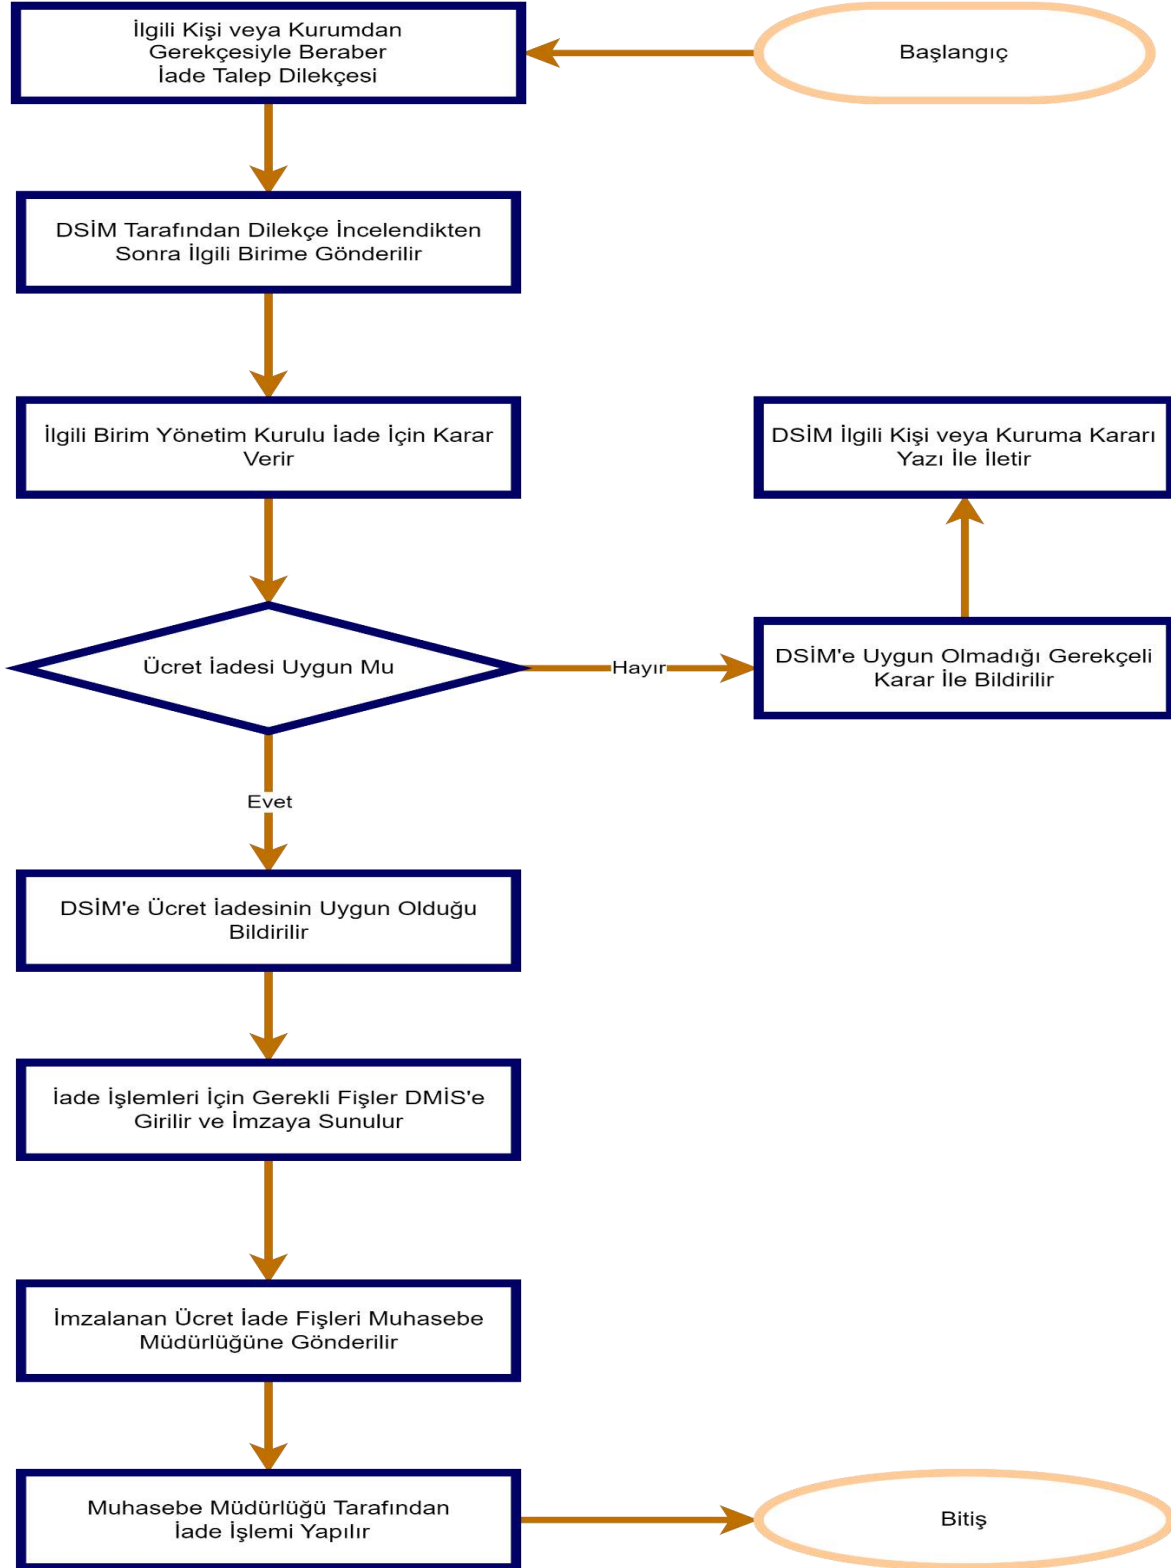 Başlangıç
İlgili Kişi veya Kurumdan
Gerekçesiyle Beraber
İade Talep Dilekçesi
DSİM Tarafından Dilekçe İncelendikten
Sonra İlgili Birime Gönderilir
İlgili Birim Yönetim Kurulu İade İçin Karar
Verir
Ücret İadesi Uygun Mu
Hayır
DSİM'e Uygun Olmadığı Gerekçeli
Karar İle Bildirilir
DSİM İlgili Kişi veya Kuruma Kararı
Yazı İle İletir
Evet
DSİM'e Ücret İadesinin Uygun Olduğu
Bildirilir
İade İşlemleri İçin Gerekli Fişler DMİS'e
Girilir ve İmzaya Sunulur
İmzalanan Ücret İade Fişleri Muhasebe
Müdürlüğüne Gönderilir
Muhasebe Müdürlüğü Tarafından
İade İşlemi Yapılır
Bitiş